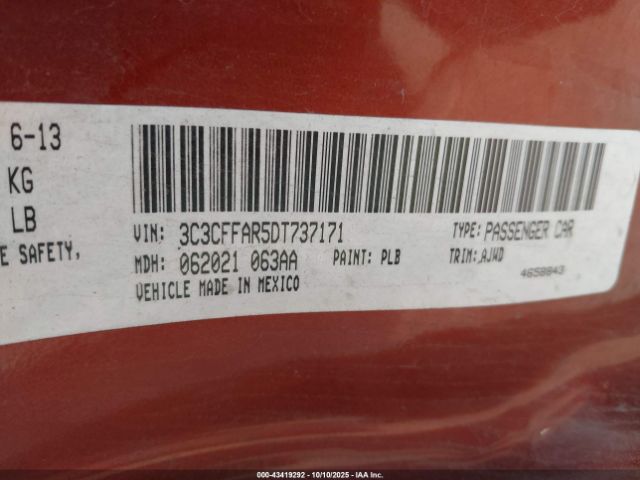 6-13
KG
LB
E SAFETY,
VIN: 3C3CFFAR5DT737171
TYPE: PASSENGER CAR
MDH: 062021 063AA
PAINT: PLB
TRIM: AJWD
4658843
VEHICLE MADE IN MEXICO
000-43419292 - 10/10/2025 - IAA Inc.